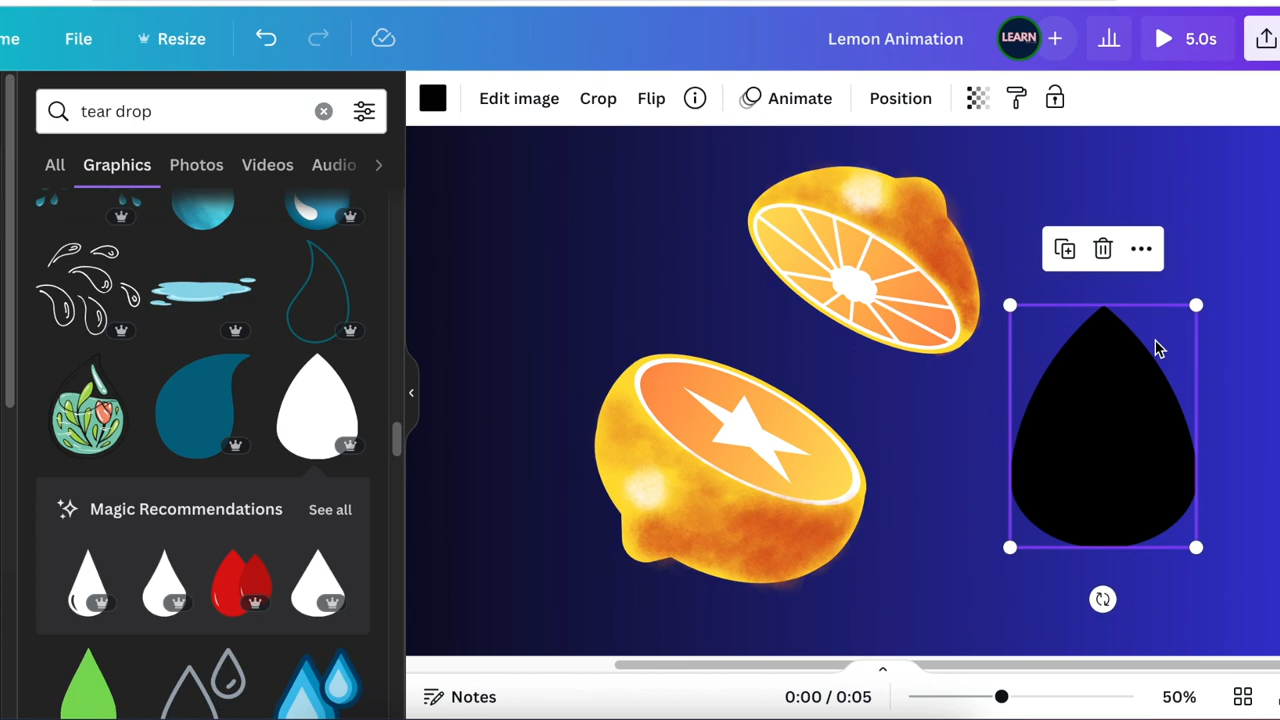 me File Resize Lemon Animation LEARN 5.0s
tear drop
Edit image Crop Flip Animate Position
All Graphics Photos Videos Audio
Magic Recommendations See all
Notes 0:00 / 0:05 50%